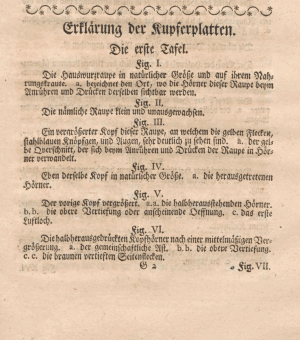 Erklärung der Kupferplatten.
Die erste Tafel.
Fig. I.
Die Hauswurzraupe in natürlicher Größe und auf ihrem Nah-
rungskraute. a. bezeichnet den Ort, wo die Hörner dieser Raupe beym
Anrühren und Drücken derselben sichtbar werden.
Fig. II.
Die nämliche Raupe klein und unausgewachsen.
Fig. III.
Ein vergrößerter Kopf dieser Raupe, an welchem die gelben Flecken,
stahlblauen Knöpfgen, und Augen, sehr deutlich zu sehen sind. a. der gel-
be Querschnitt, der sich beym Anrühren und Drücken der Raupe in Hör-
ner verwandelt.
Fig. IV.
Eben derselbe Kopf in natürlicher Größe. a. die herausgetretenen
Hörner.
Fig. V.
Der vorige Kopf vergrößert. a.a. die halbherausstehenden Hörner.
b. b. die obere Vertiefung oder anscheinende Oeffnung. c. das erste
Luftloch.
Fig. VI.
Die halbherausgedrückten Kopfhörner nach einer mittelmäßigen Ver-
größerung. a. der gemeinschaftliche Ast. b. b. die obere Vertiefung.
c. c. die braunen vertieften Seitenflecken.
G 2 Fig. VII.